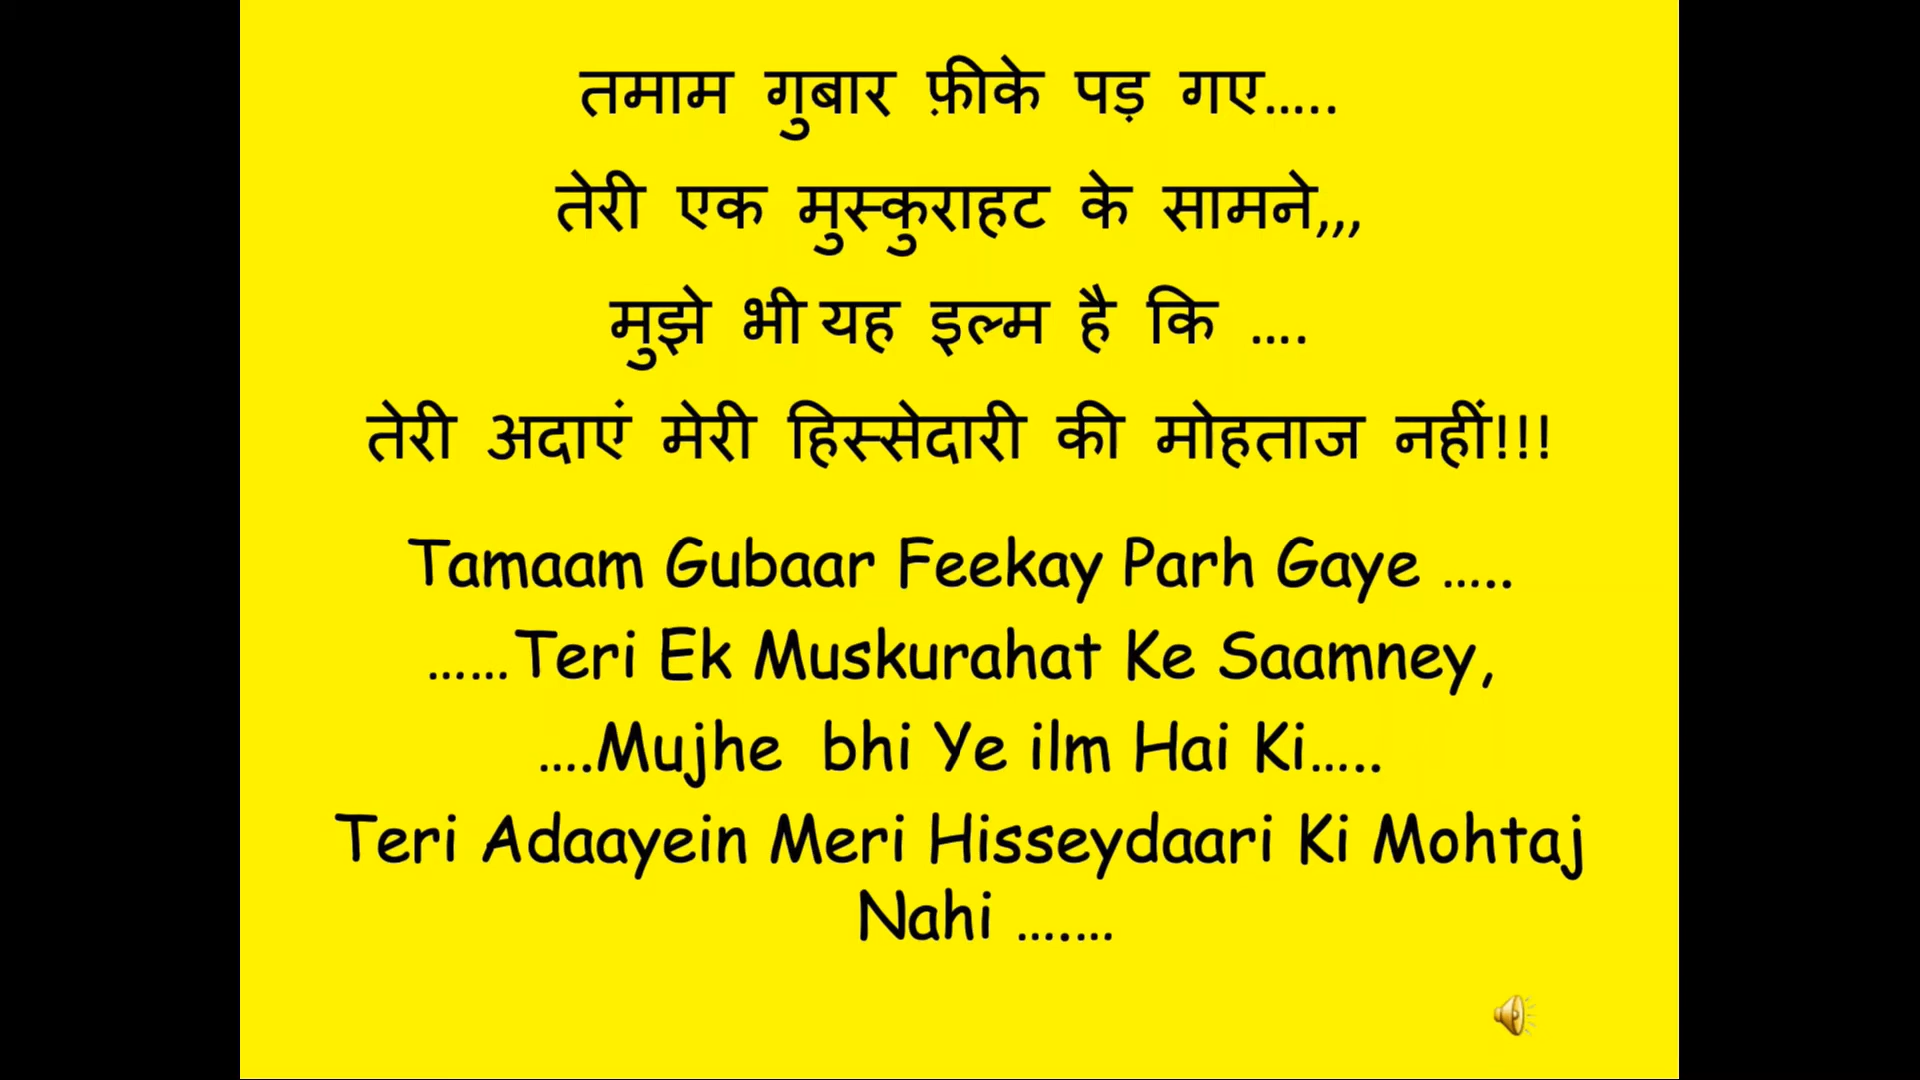 तमाम गुबार फ़ीके पड़ गए.....
तेरी एक मुस्कुराहट के सामने,,,
मुझे भी यह इल्म है कि ....
तेरी अदाएं मेरी हिस्सेदारी की मोहताज नहीं!!!
Tamaam Gubaar Feekay Parh Gaye .....
......Teri Ek Muskurahat Ke Saamney,
....Mujhe bhi Ye ilm Hai Ki.....
Teri Adaayein Meri Hisseydaari Ki Mohtaj
Nahi .......